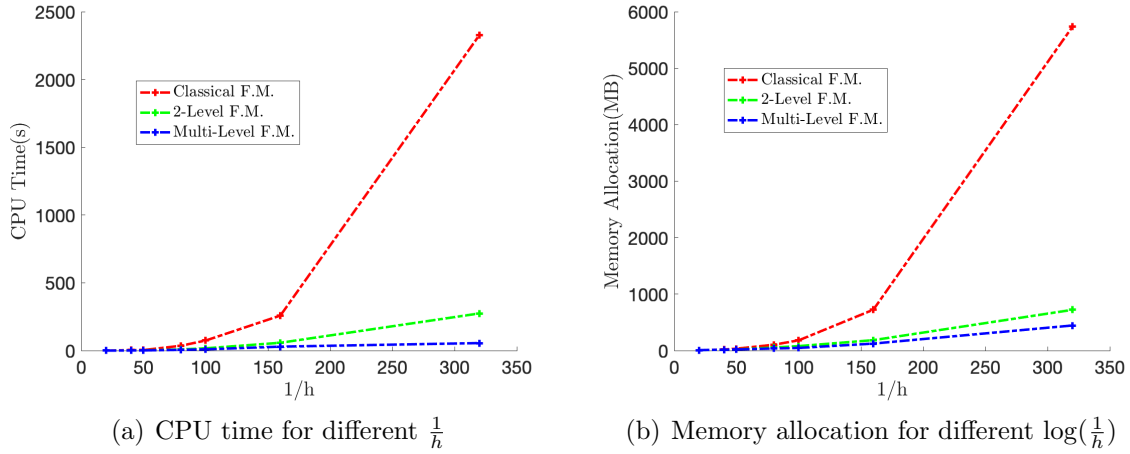 2500
2000
1500
1000
500
0
CPU Time(s)
Classical F.M.
2-Level F.M.
Multi-Level F.M.
0 50 100 150 200 250 300 350
1/h
(a) CPU time for different 1/h
6000
5000
4000
3000
2000
1000
0
Memory Allocation(MB)
Classical F.M.
2-Level F.M.
Multi-Level F.M.
0 50 100 150 200 250 300 350
1/h
(b) Memory allocation for different log(1/h)